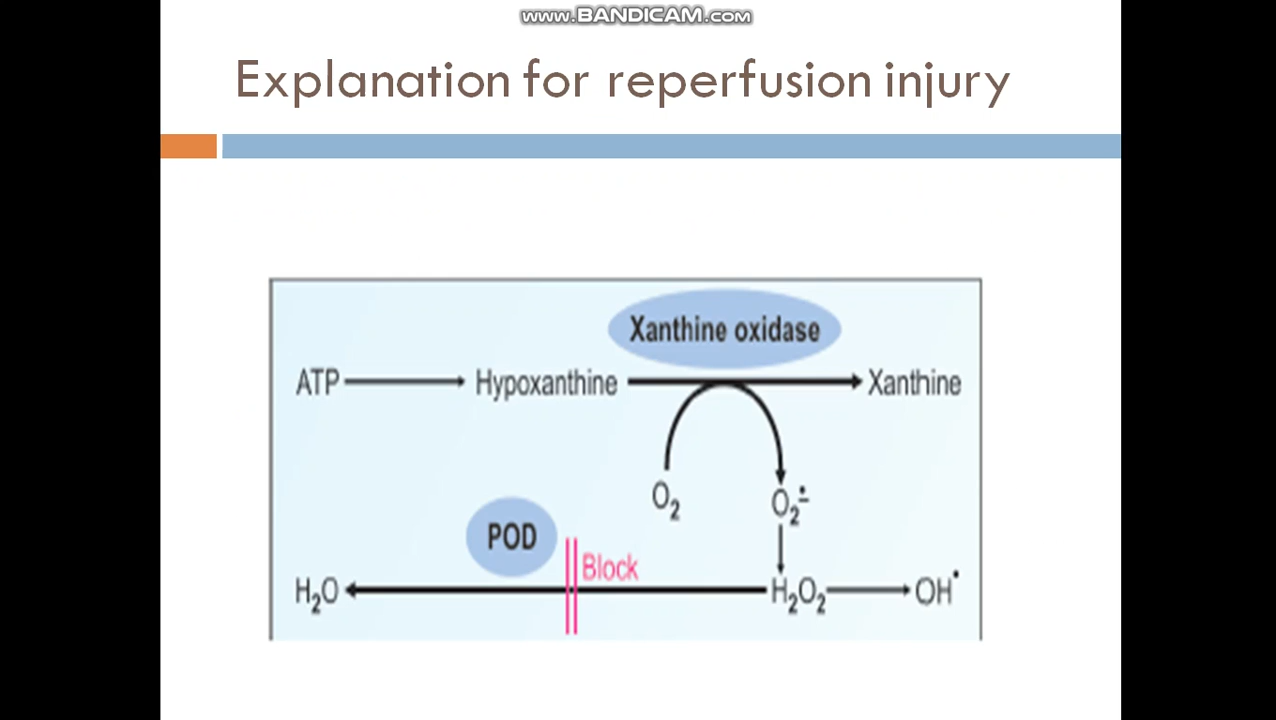 www.BANDICAM.com
Explanation for reperfusion injury
Xanthine oxidase
ATP Hypoxanthine Xanthine
O₂ O₂•−
POD
Block
H₂O H₂O₂ OH•